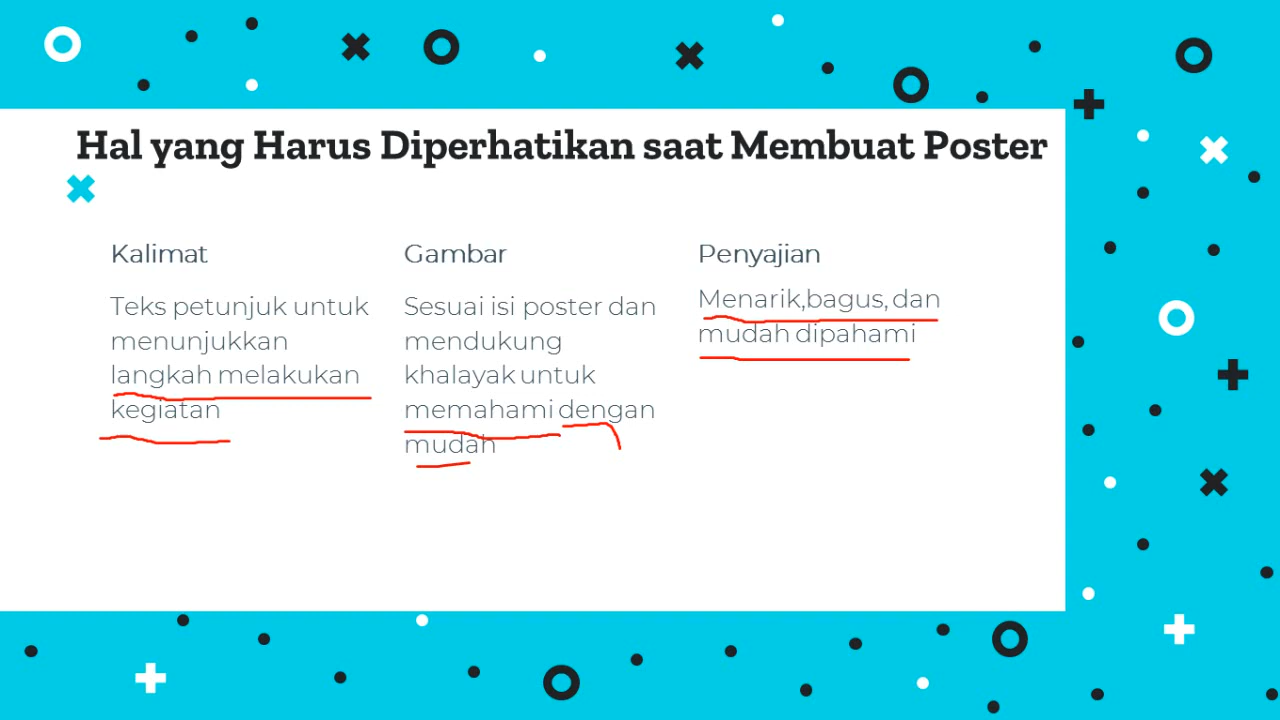 Hal yang Harus Diperhatikan saat Membuat Poster
Kalimat
Teks petunjuk untuk
menunjukkan
langkah melakukan
kegiatan
Gambar
Sesuai isi poster dan
mendukung
khalayak untuk
memahami dengan
mudah
Penyajian
Menarik,bagus, dan
mudah dipahami